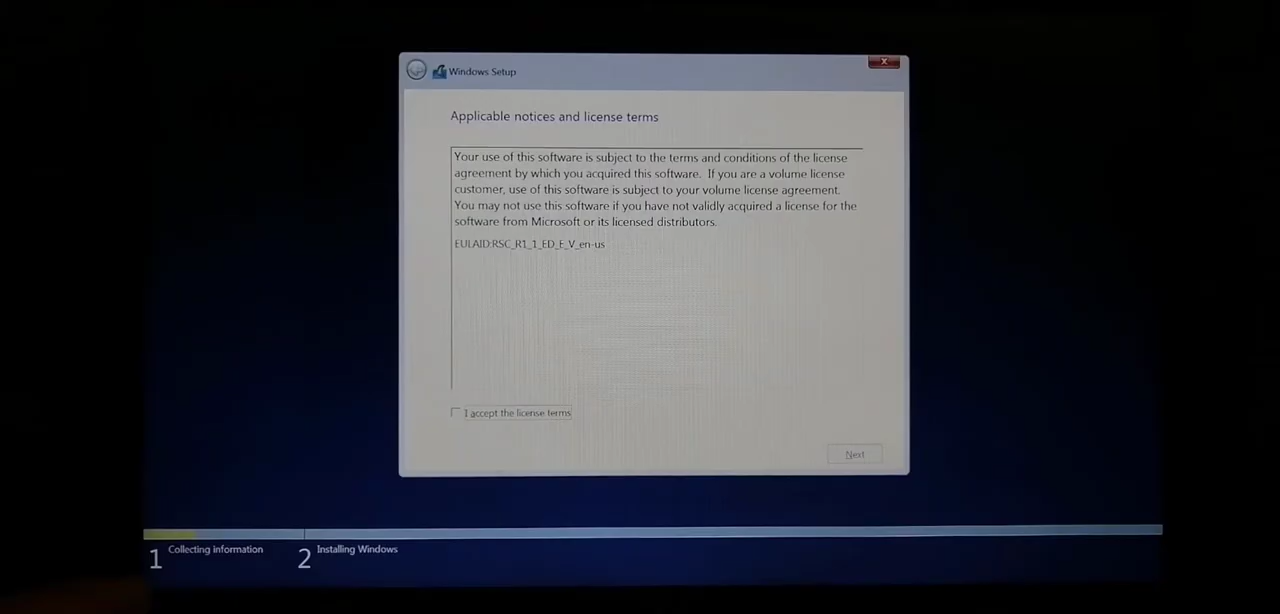 Windows Setup
Applicable notices and license terms
Your use of this software is subject to the terms and conditions of the license
agreement by which you acquired this software. If you are a volume license
customer, use of this software is subject to your volume license agreement.
You may not use this software if you have not validly acquired a license for the
software from Microsoft or its licensed distributors.
EULAID:RSC_R1_1_ED_E_V_en-us
I accept the license terms
Next
1 Collecting information
2 Installing Windows